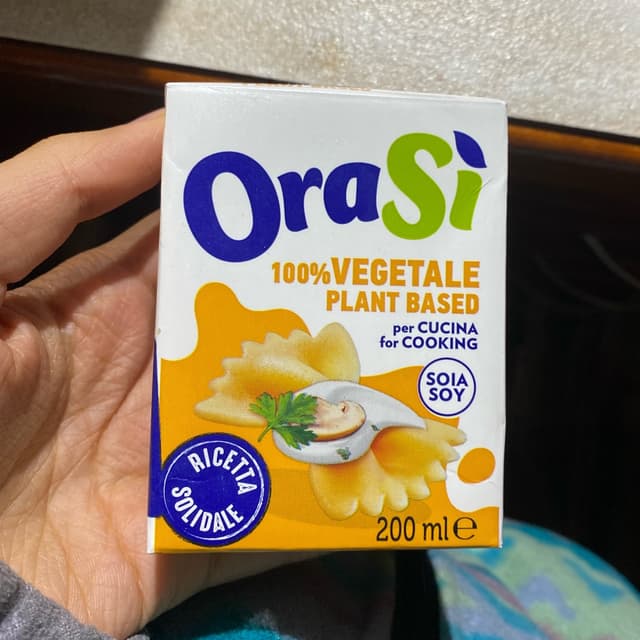 OraSì
100% VEGETALE
PLANT BASED
per CUCINA
for COOKING
SOIA
SOY
RICETTA
SOLIDALE
200 ml e